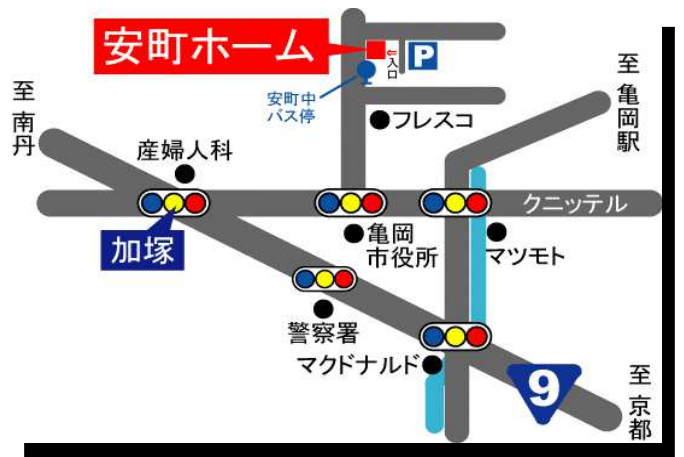 安町ホーム
入口
P
至亀岡駅
至南丹
安町中
バス停
フレスコ
産婦人科
クニッテル
加塚
亀岡
市役所
マツモト
警察署
マクドナルド
9
至京都